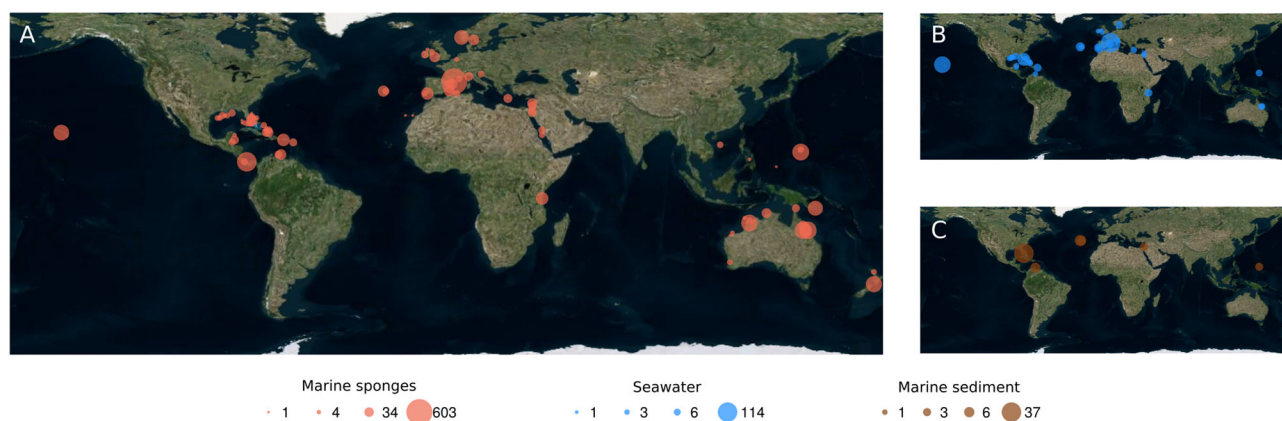 A
B
C
Marine sponges
1 4 34 603
Seawater
1 3 6 114
Marine sediment
1 3 6 37